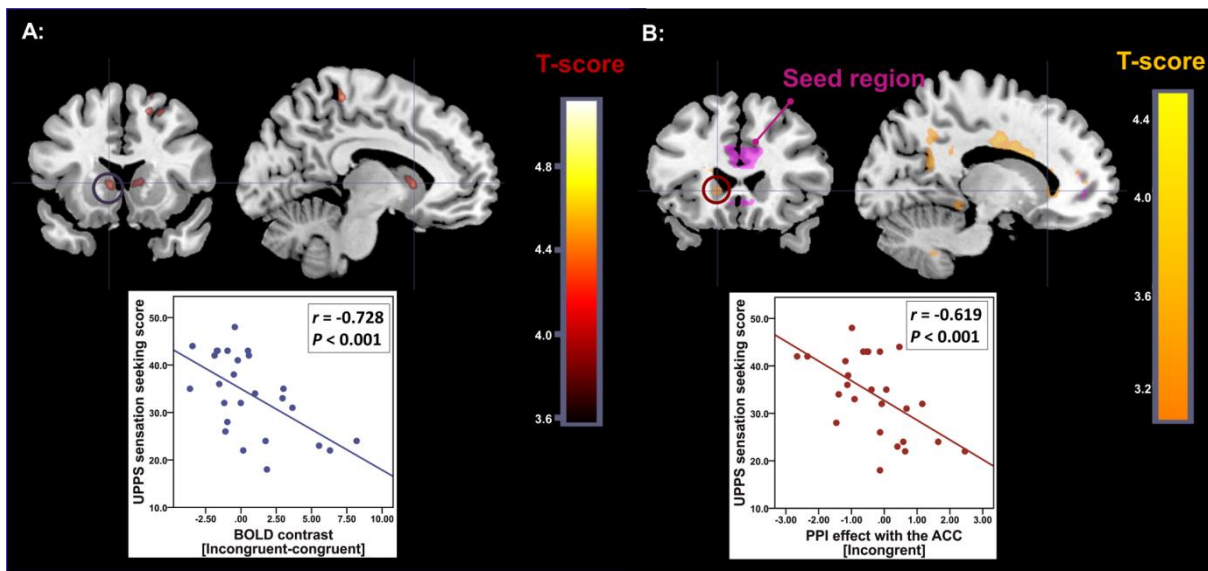 A:
T-score
4.8
4.4
4.0
3.6
r = -0.728
P < 0.001
UPPS sensation seeking score
50.0
40.0
30.0
20.0
10.0
-2.50 .00 2.50 5.00 7.50 10.00
BOLD contrast
[Incongruent-congruent]
B:
Seed region
T-score
4.4
4.0
3.6
3.2
r = -0.619
P < 0.001
UPPS sensation seeking score
50.0
40.0
30.0
20.0
10.0
-3.00 -2.00 -1.00 .00 1.00 2.00 3.00
PPI effect with the ACC
[Incongrent]